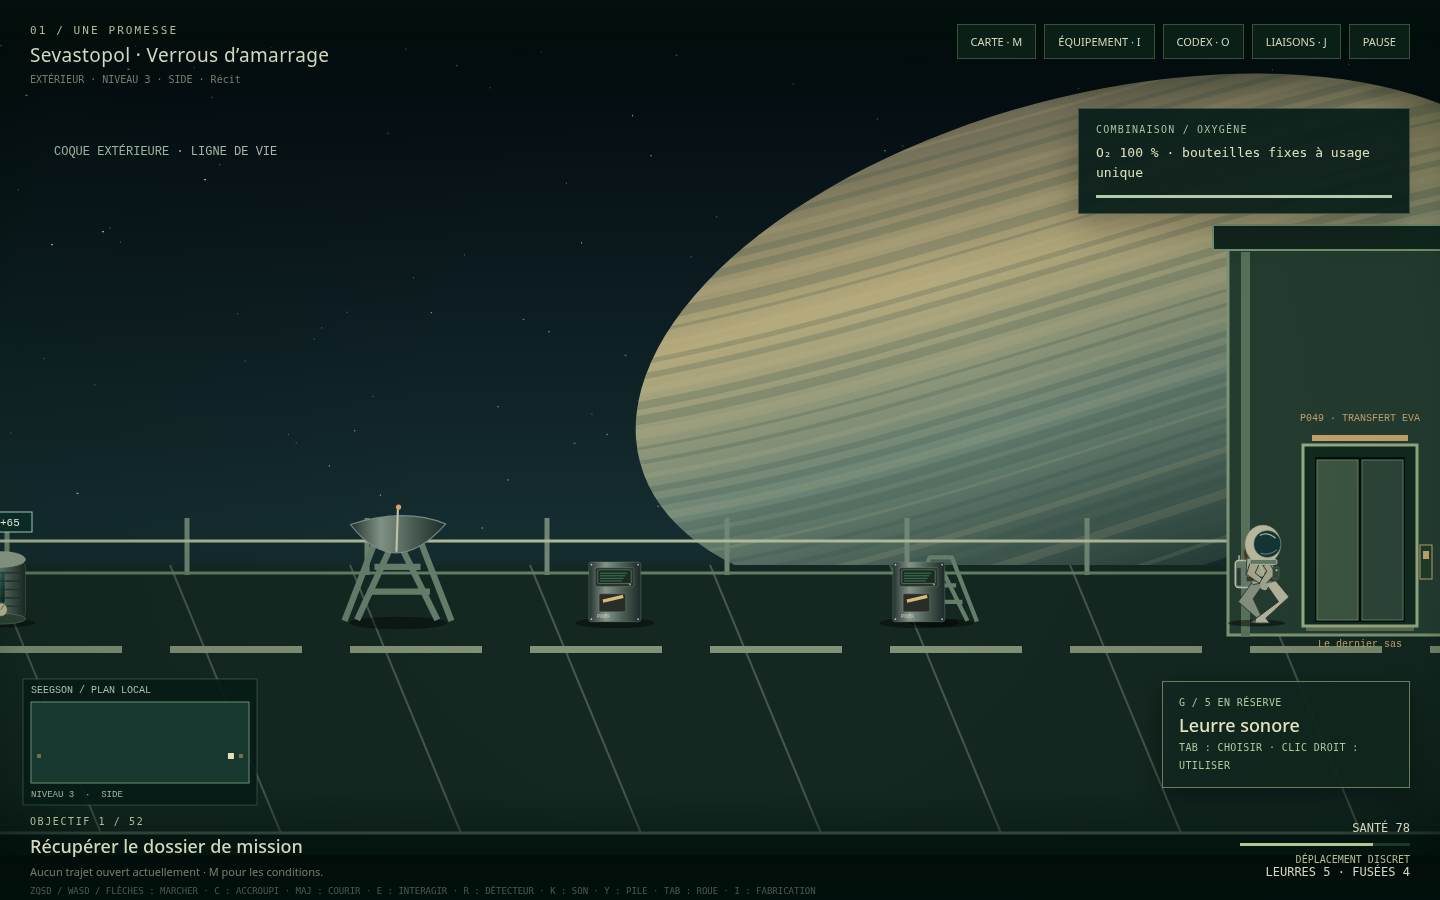 01 / UNE PROMESSE
Sevastopol · Verrous d’amarrage
EXTÉRIEUR · NIVEAU 3 · SIDE · Récit
CARTE · M
ÉQUIPEMENT · I
CODEX · O
LIAISONS · J
PAUSE
COQUE EXTÉRIEURE · LIGNE DE VIE
COMBINAISON / OXYGÈNE
O₂ 100 % · bouteilles fixes à usage
unique
P049 · TRANSFERT EVA
+65
Le dernier sas
SEEGSON / PLAN LOCAL
NIVEAU 3 · SIDE
G / 5 EN RÉSERVE
Leurre sonore
TAB : CHOISIR · CLIC DROIT :
UTILISER
OBJECTIF 1 / 52
Récupérer le dossier de mission
Aucun trajet ouvert actuellement · M pour les conditions.
ZQSD / WASD / FLÈCHES : MARCHER · C : ACCROUPI · MAJ : COURIR · E : INTERAGIR · R : DÉTECTEUR · K : SON · Y : PILE · TAB : ROUE · I : FABRICATION
SANTÉ 78
DÉPLACEMENT DISCRET
LEURRES 5 · FUSÉES 4